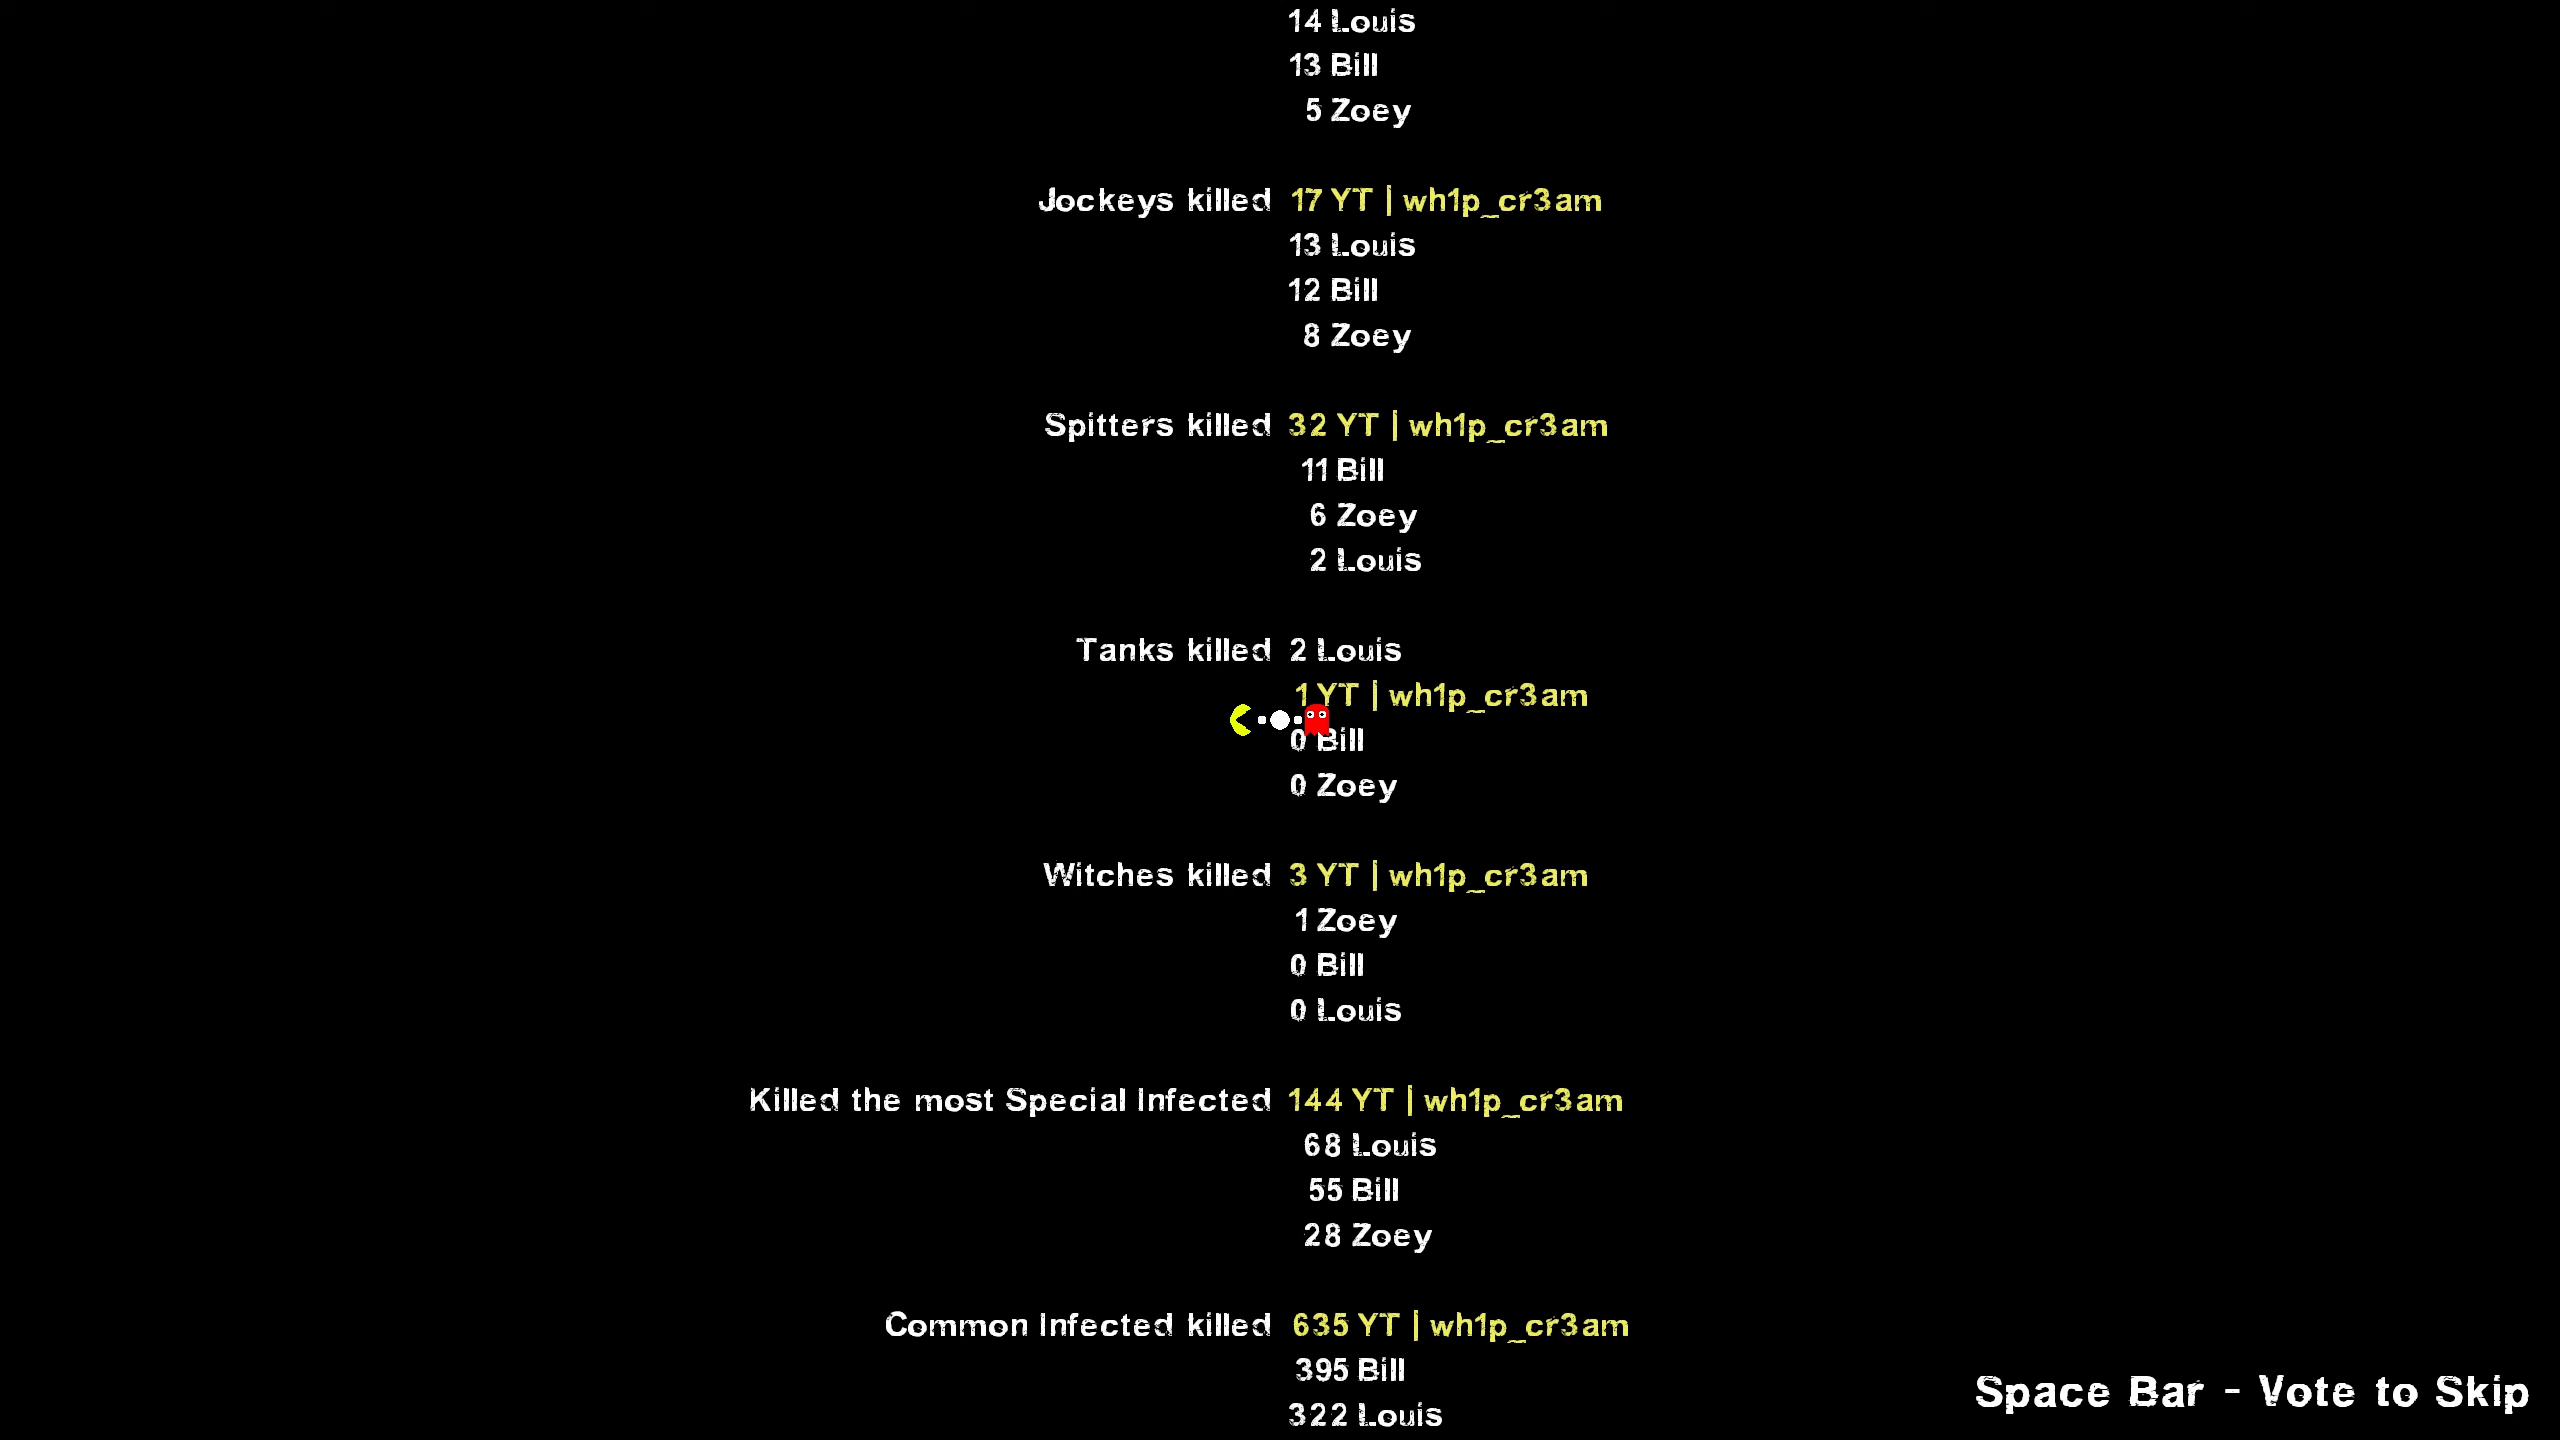 14 Louis
13 Bill
5 Zoey
Jockeys killed 17 YT | wh1p_cr3am
13 Louis
12 Bill
8 Zoey
Spitters killed 32 YT | wh1p_cr3am
11 Bill
6 Zoey
2 Louis
Tanks killed 2 Louis
1 YT | wh1p_cr3am
0 Bill
0 Zoey
Witches killed 3 YT | wh1p_cr3am
1 Zoey
0 Bill
0 Louis
Killed the most Special Infected 144 YT | wh1p_cr3am
68 Louis
55 Bill
28 Zoey
Common Infected killed 635 YT | wh1p_cr3am
395 Bill
322 Louis
Space Bar - Vote to Skip